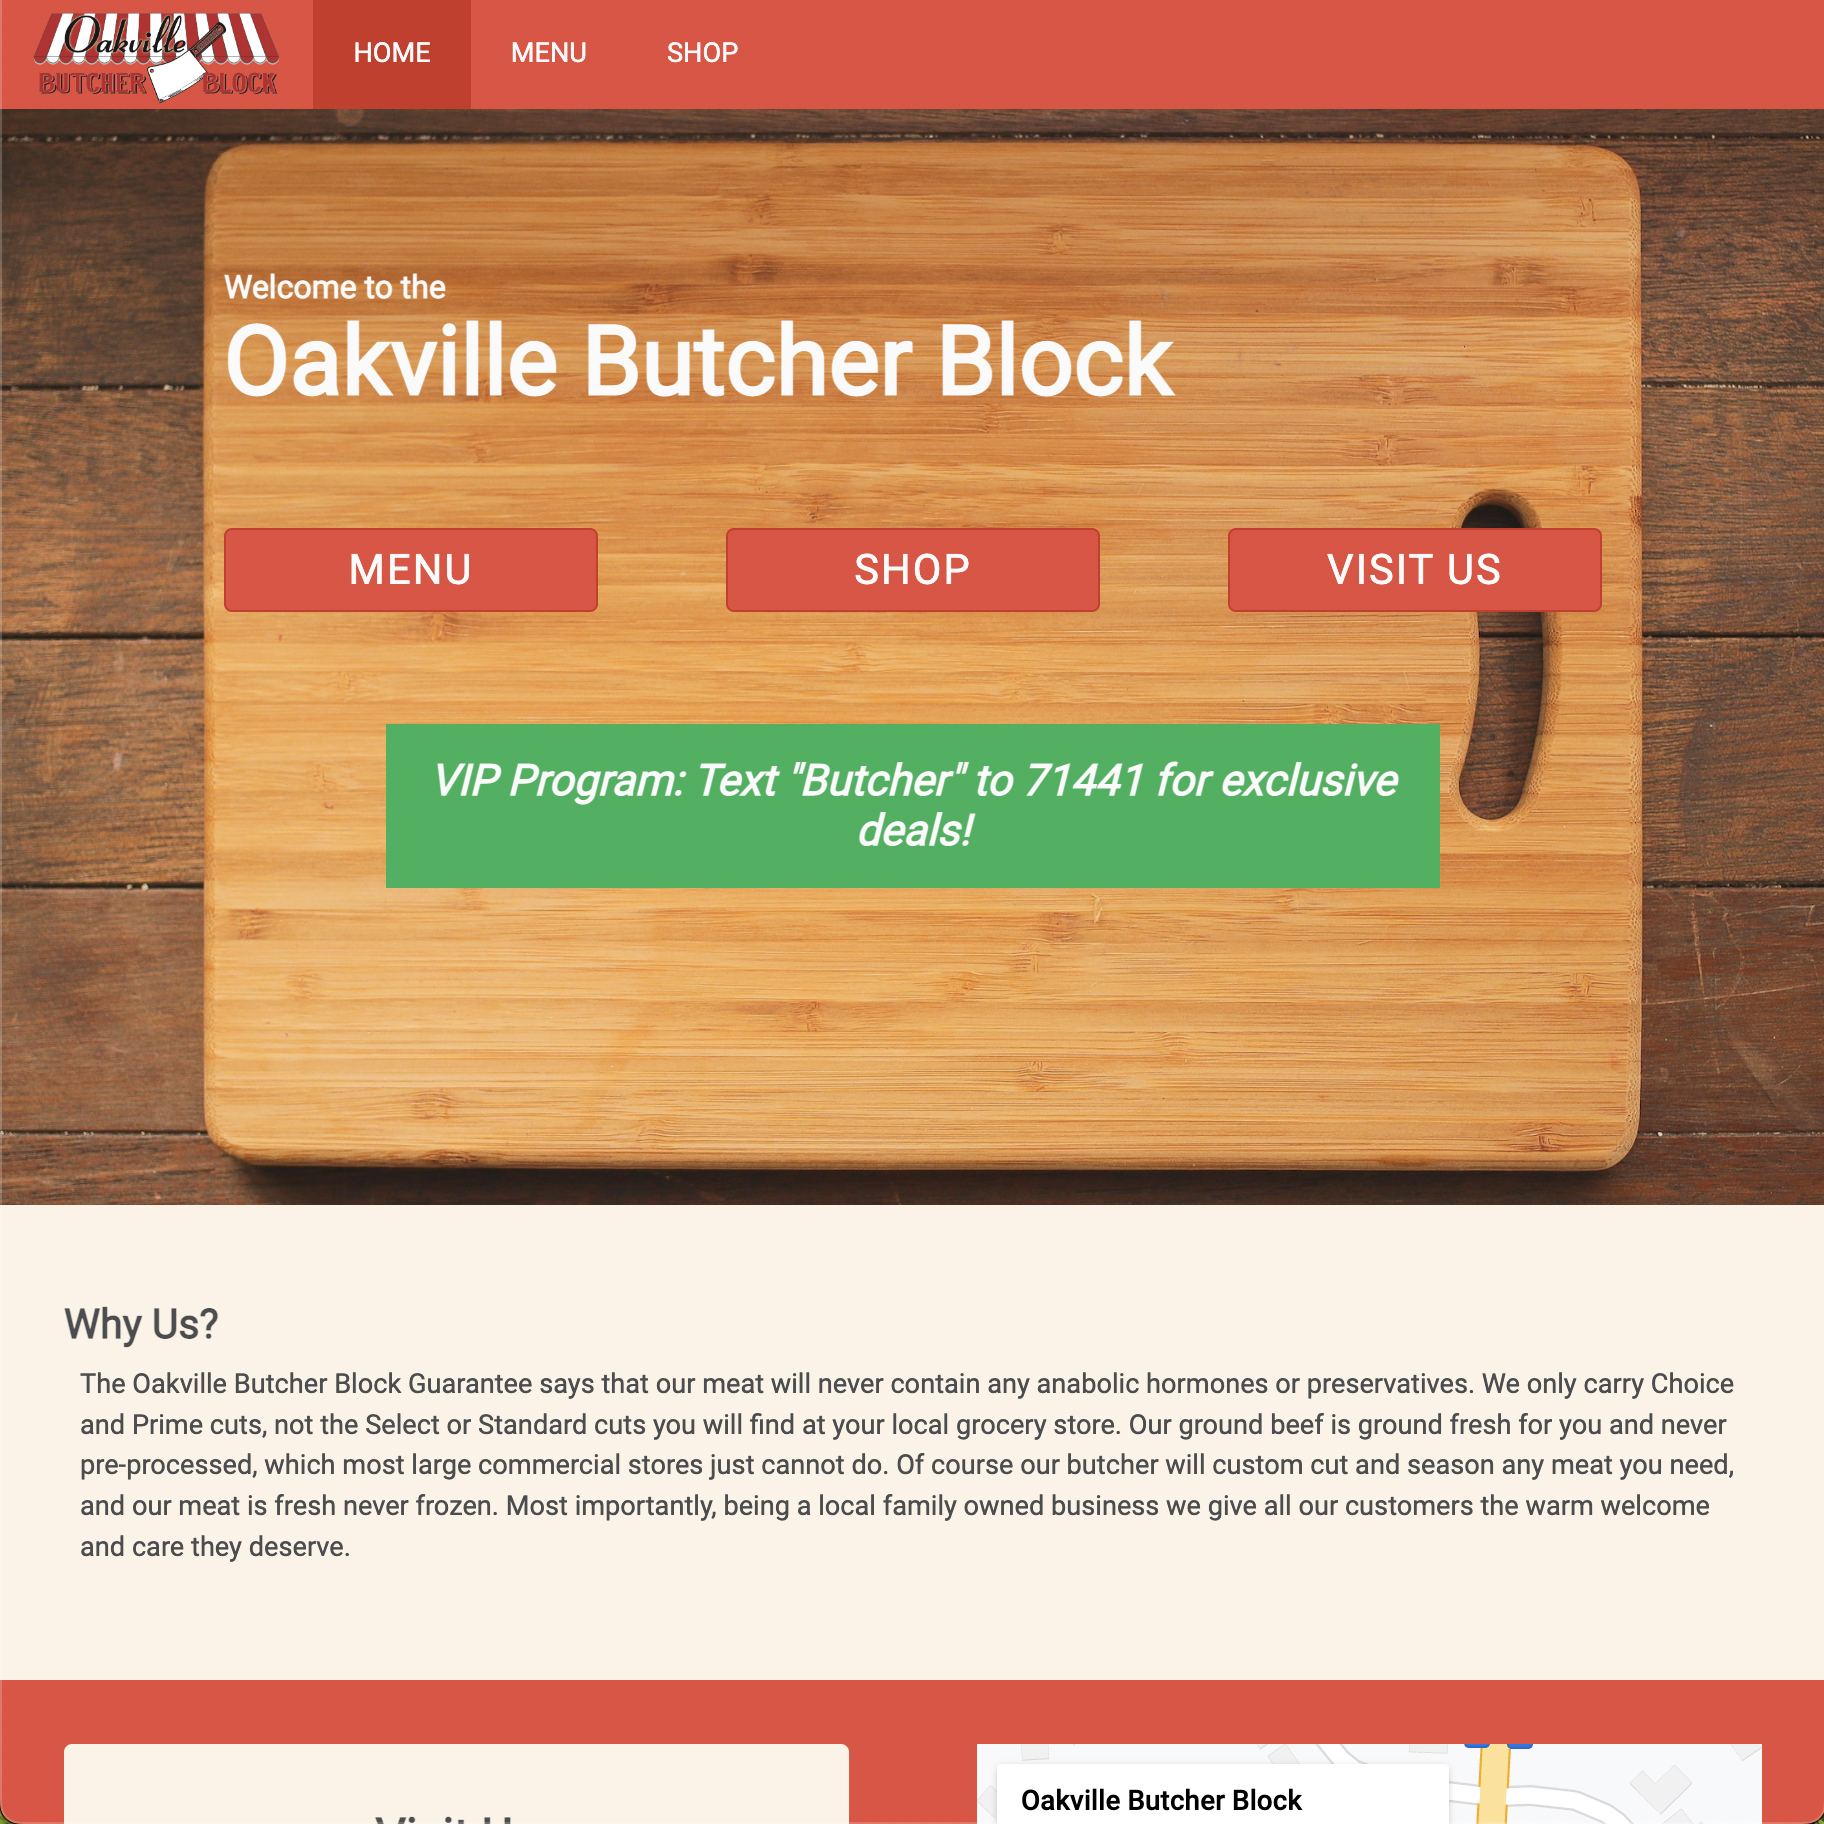 Oakville
BUTCHER BLOCK
HOME MENU SHOP
Welcome to the
Oakville Butcher Block
MENU SHOP VISIT US
VIP Program: Text "Butcher" to 71441 for exclusive
deals!
Why Us?
The Oakville Butcher Block Guarantee says that our meat will never contain any anabolic hormones or preservatives. We only carry Choice
and Prime cuts, not the Select or Standard cuts you will find at your local grocery store. Our ground beef is ground fresh for you and never
pre-processed, which most large commercial stores just cannot do. Of course our butcher will custom cut and season any meat you need,
and our meat is fresh never frozen. Most importantly, being a local family owned business we give all our customers the warm welcome
and care they deserve.
Oakville Butcher Block